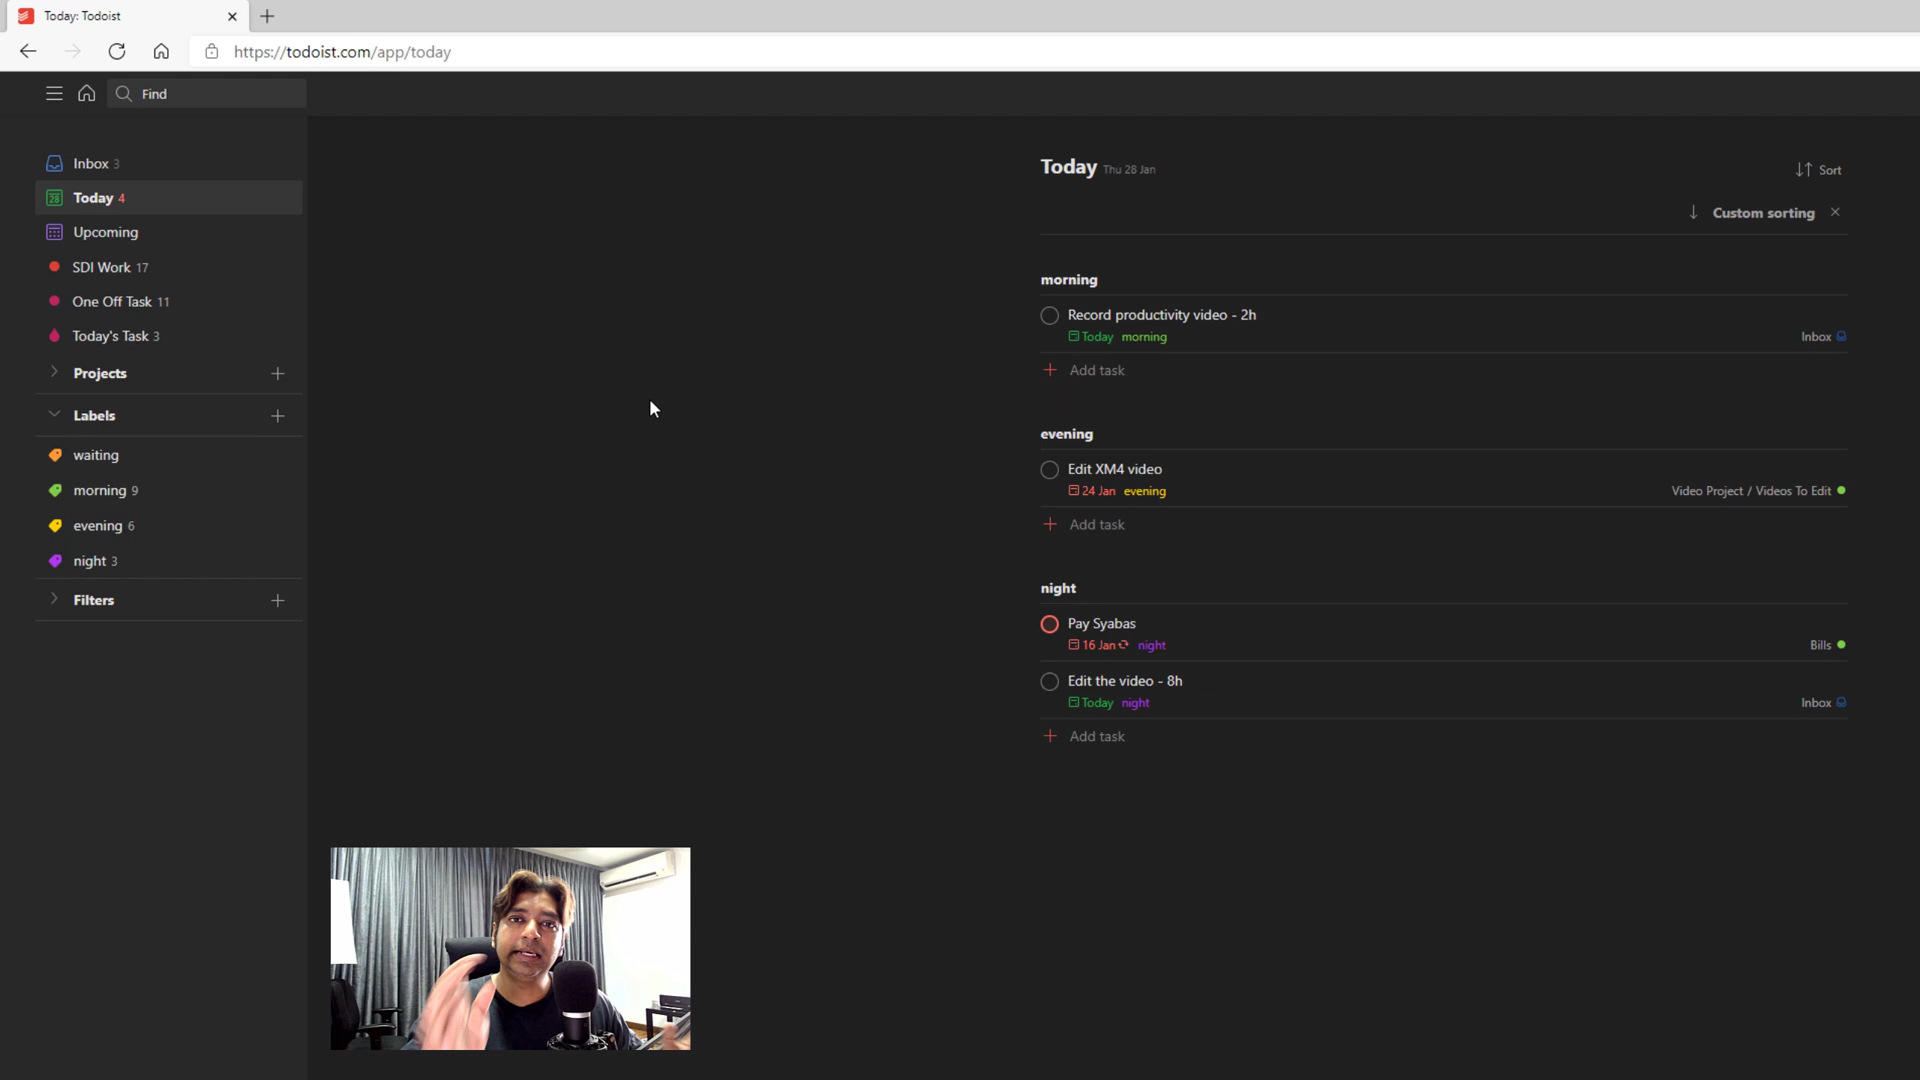 Today: Todoist
https://todoist.com/app/today
Find
Inbox 3
28 Today 4
Upcoming
SDI Work 17
One Off Task 11
Today's Task 3
Projects
Labels
waiting
morning 9
evening 6
night 3
Filters
Today Thu 28 Jan
Sort
Custom sorting
morning
Record productivity video - 2h
Today morning
Inbox
Add task
evening
Edit XM4 video
24 Jan evening
Video Project / Videos To Edit
Add task
night
Pay Syabas
16 Jan night
Bills
Edit the video - 8h
Today night
Inbox
Add task